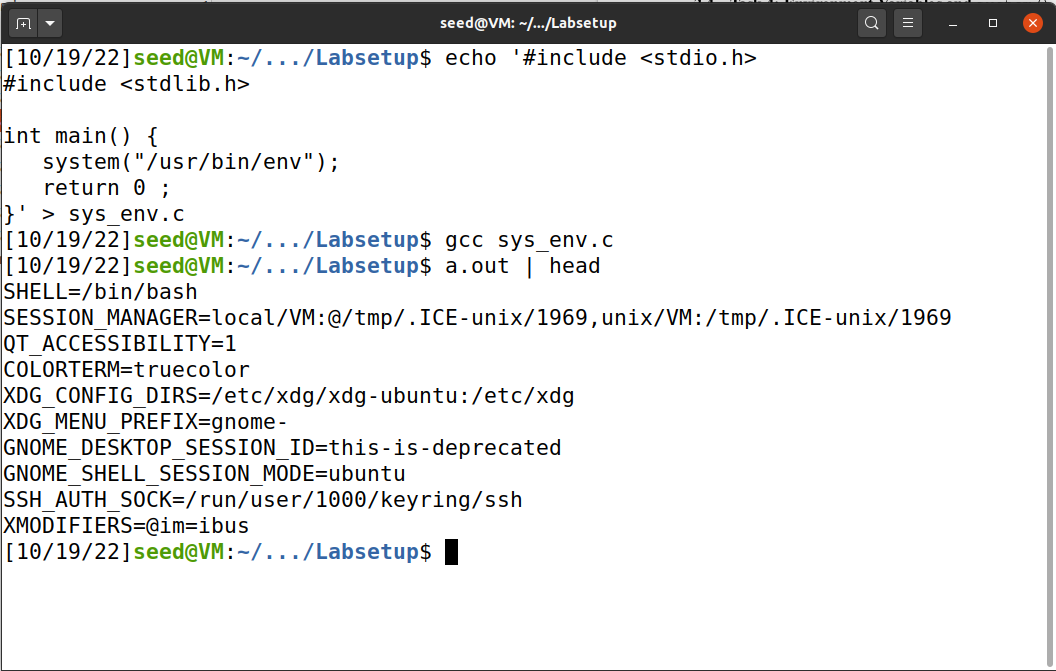 seed@VM: ~/.../Labsetup
[10/19/22]seed@VM:~/.../Labsetup$ echo '#include <stdio.h>
#include <stdlib.h>
int main() {
   system("/usr/bin/env");
   return 0 ;
}' > sys_env.c
[10/19/22]seed@VM:~/.../Labsetup$ gcc sys_env.c
[10/19/22]seed@VM:~/.../Labsetup$ a.out | head
SHELL=/bin/bash
SESSION_MANAGER=local/VM:@/tmp/.ICE-unix/1969,unix/VM:/tmp/.ICE-unix/1969
QT_ACCESSIBILITY=1
COLORTERM=truecolor
XDG_CONFIG_DIRS=/etc/xdg/xdg-ubuntu:/etc/xdg
XDG_MENU_PREFIX=gnome-
GNOME_DESKTOP_SESSION_ID=this-is-deprecated
GNOME_SHELL_SESSION_MODE=ubuntu
SSH_AUTH_SOCK=/run/user/1000/keyring/ssh
XMODIFIERS=@im=ibus
[10/19/22]seed@VM:~/.../Labsetup$